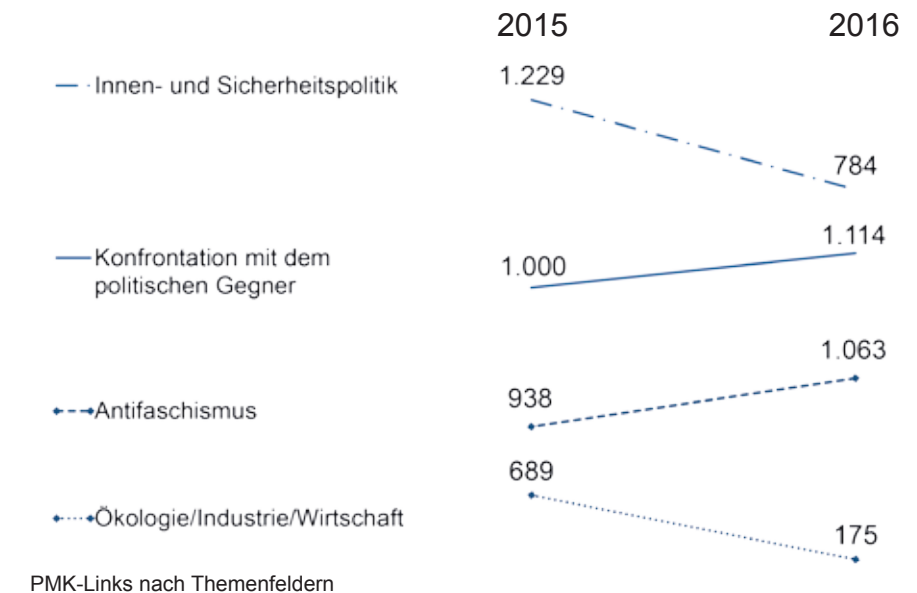 2015 2016
Innen- und Sicherheitspolitik
1.229
784
Konfrontation mit dem
politischen Gegner
1.000
1.114
Antifaschismus
938
1.063
Ökologie/Industrie/Wirtschaft
689
175
PMK-Links nach Themenfeldern